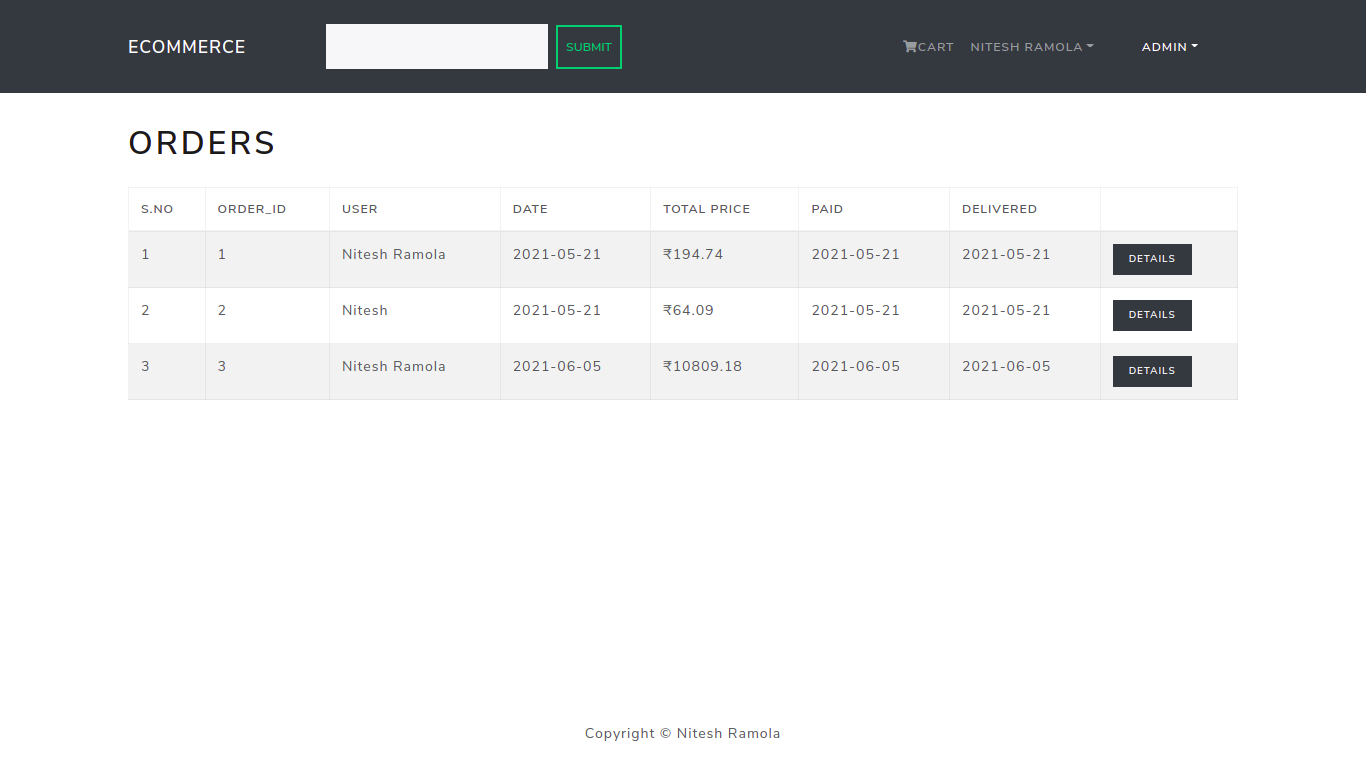 ECOMMERCE SUBMIT CART NITESH RAMOLA ADMIN
ORDERS
S.NO ORDER_ID USER DATE TOTAL PRICE PAID DELIVERED
1 1 Nitesh Ramola 2021-05-21 ₹194.74 2021-05-21 2021-05-21 DETAILS
2 2 Nitesh 2021-05-21 ₹64.09 2021-05-21 2021-05-21 DETAILS
3 3 Nitesh Ramola 2021-06-05 ₹10809.18 2021-06-05 2021-06-05 DETAILS
Copyright © Nitesh Ramola